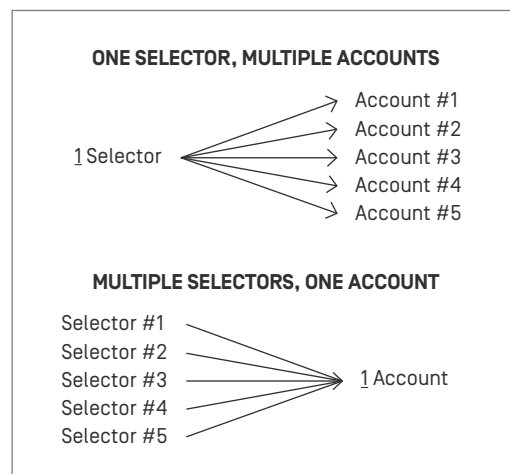 ONE SELECTOR, MULTIPLE ACCOUNTS
1 Selector
Account #1
Account #2
Account #3
Account #4
Account #5
MULTIPLE SELECTORS, ONE ACCOUNT
Selector #1
Selector #2
Selector #3
Selector #4
Selector #5
1 Account